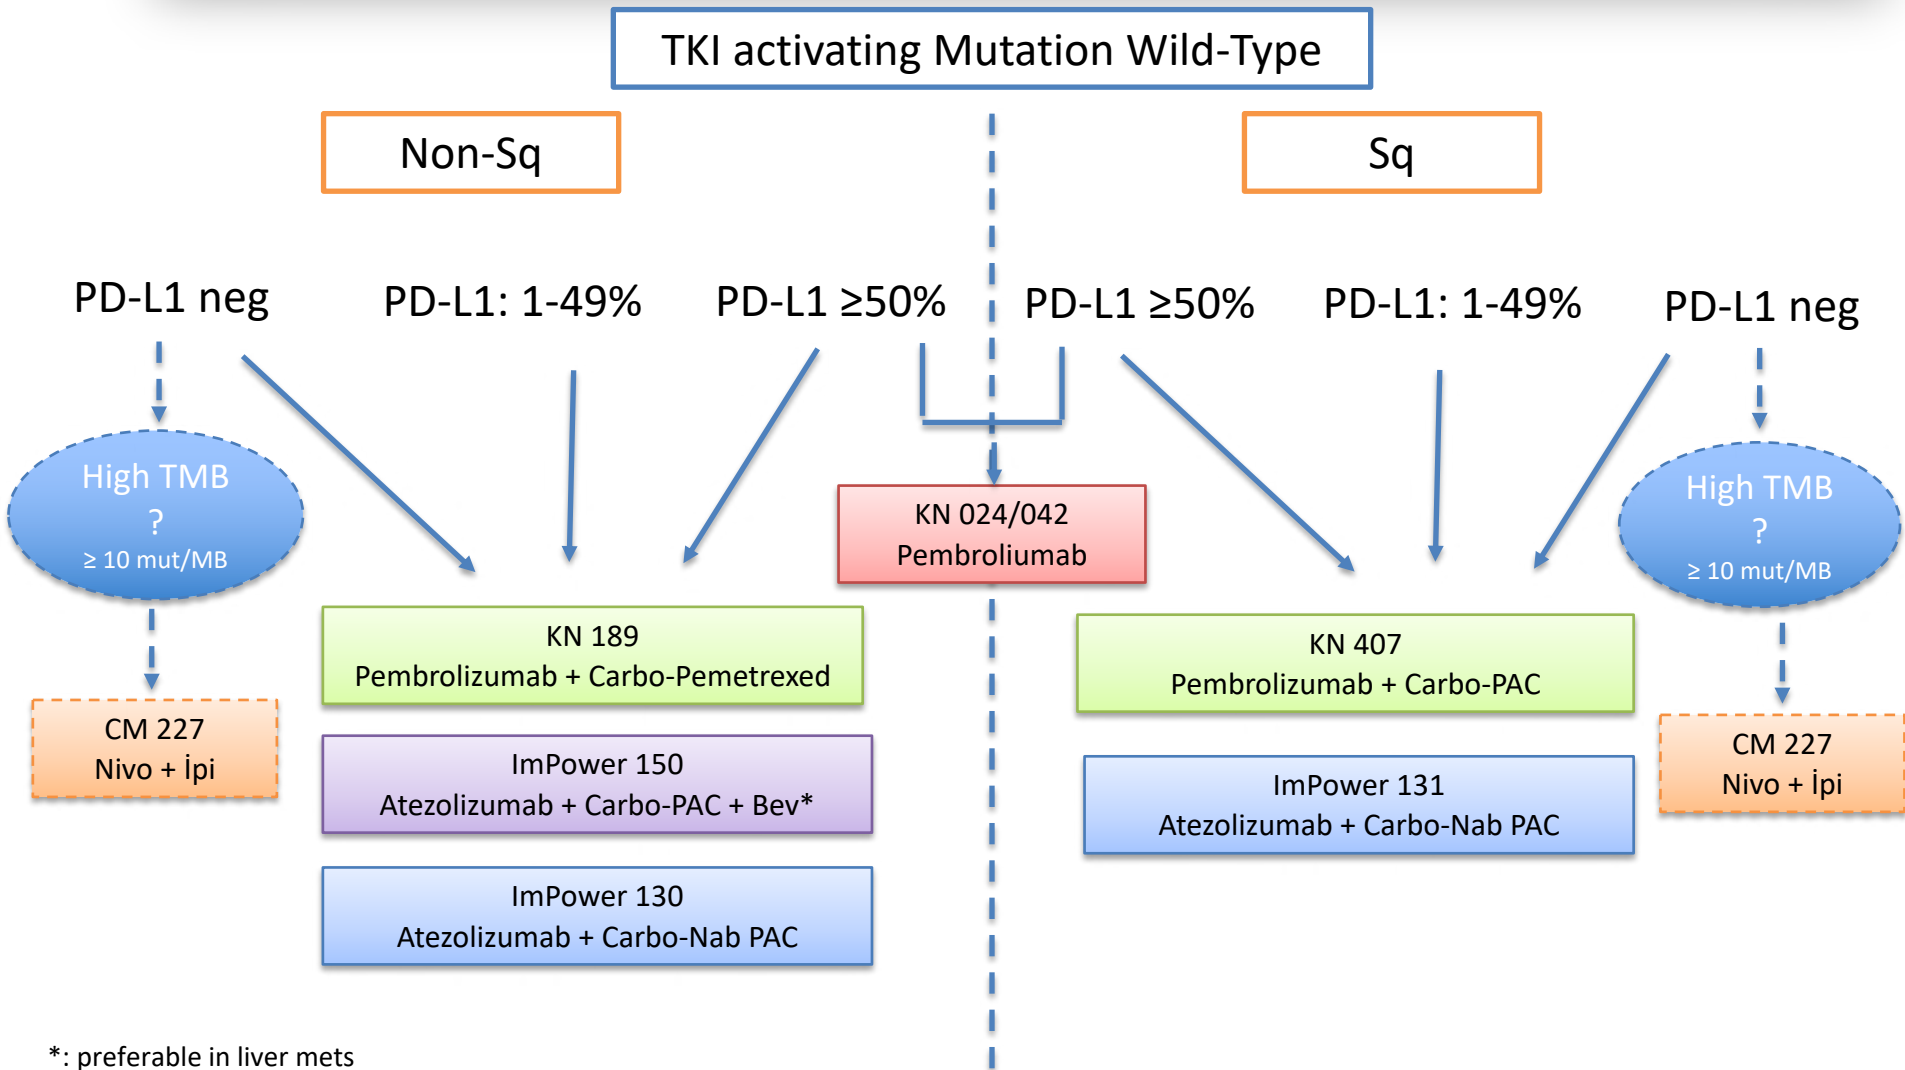 TKI activating Mutation Wild-Type
Non-Sq
Sq
PD-L1 neg
PD-L1: 1-49%
PD-L1 ≥50%
PD-L1 ≥50%
PD-L1: 1-49%
PD-L1 neg
High TMB
?
≥ 10 mut/MB
KN 024/042
Pembroliumab
High TMB
?
≥ 10 mut/MB
KN 189
Pembrolizumab + Carbo-Pemetrexed
KN 407
Pembrolizumab + Carbo-PAC
CM 227
Nivo + İpi
ImPower 150
Atezolizumab + Carbo-PAC + Bev*
ImPower 131
Atezolizumab + Carbo-Nab PAC
CM 227
Nivo + İpi
ImPower 130
Atezolizumab + Carbo-Nab PAC
*: preferable in liver mets